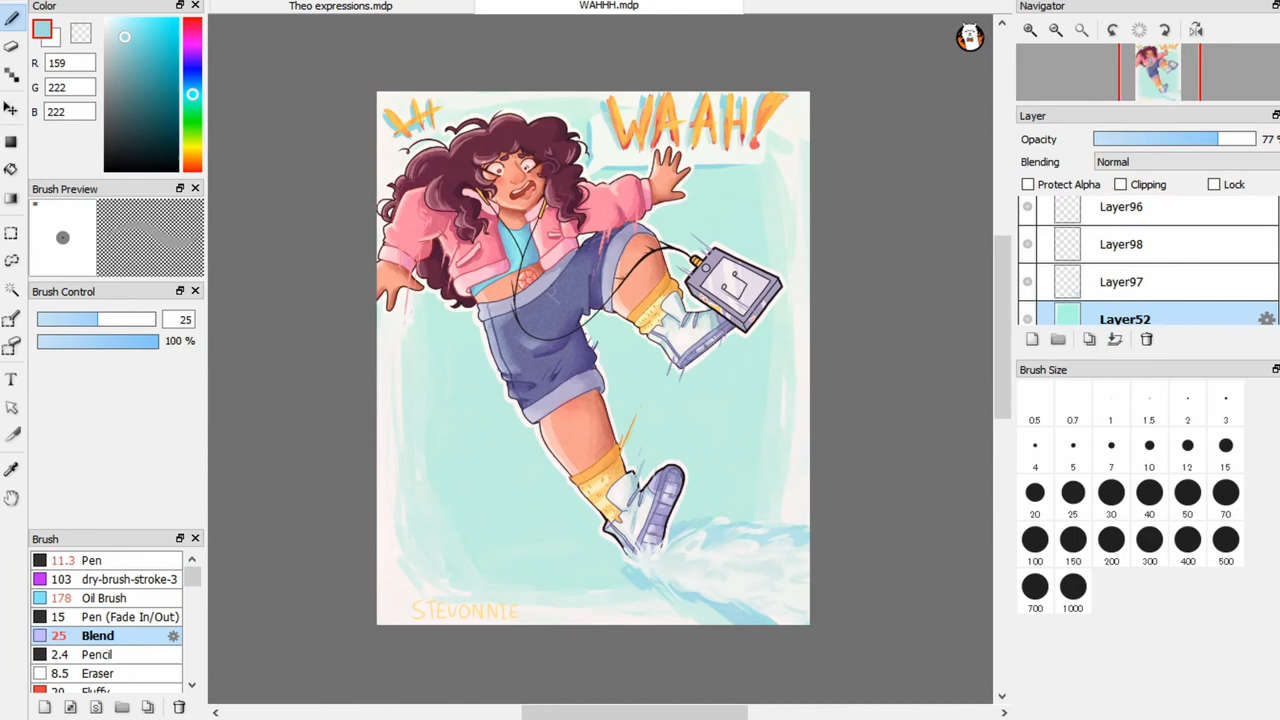 Color
Theo expressions.mdp
WAHHH.mdp
Navigator
R 159
G 222
B 222
WAAH!
Layer
Opacity 77 %
Blending Normal
Protect Alpha Clipping Lock
Brush Preview
*
Layer96
Layer98
Layer97
Layer52
Brush Control
25
100 %
Brush Size
0.5 0.7 1 1.5 2 3
4 5 7 10 12 15
20 25 30 40 50 70
100 150 200 300 400 500
700 1000
Brush
11.3 Pen
103 dry-brush-stroke-3
178 Oil Brush
15 Pen (Fade In/Out)
25 Blend
2.4 Pencil
8.5 Eraser
20 Fluffy
T
STEVONNIE